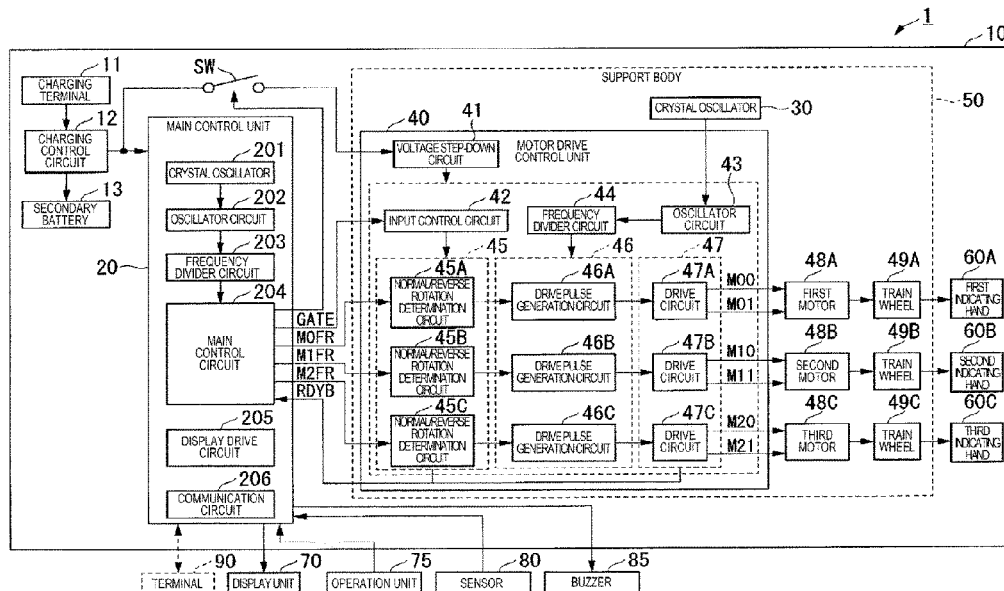 1
10
11
CHARGING
TERMINAL
12
CHARGING
CONTROL
CIRCUIT
13
SECONDARY
BATTERY
SW
20
MAIN CONTROL
UNIT
201
CRYSTAL OSCILLATOR
202
OSCILLATOR CIRCUIT
203
FREQUENCY
DIVIDER CIRCUIT
204
MAIN
CONTROL
CIRCUIT
205
DISPLAY DRIVE
CIRCUIT
206
COMMUNICATION
CIRCUIT
GATE
M0FR
M1FR
M2FR
RDYB
SUPPORT BODY
50
CRYSTAL OSCILLATOR
30
40
41
VOLTAGE STEP-DOWN
CIRCUIT
MOTOR DRIVE
CONTROL UNIT
42
INPUT CONTROL CIRCUIT
44
FREQUENCY
DIVIDER CIRCUIT
43
OSCILLATOR
CIRCUIT
45
46
47
45A
NORMAL/REVERSE
ROTATION
DETERMINATION
CIRCUIT
46A
DRIVE PULSE
GENERATION CIRCUIT
47A
DRIVE
CIRCUIT
M00
M01
48A
FIRST
MOTOR
49A
TRAIN
WHEEL
60A
FIRST
INDICATING
HAND
45B
NORMAL/REVERSE
ROTATION
DETERMINATION
CIRCUIT
46B
DRIVE PULSE
GENERATION CIRCUIT
47B
DRIVE
CIRCUIT
M10
M11
48B
SECOND
MOTOR
49B
TRAIN
WHEEL
60B
SECOND
INDICATING
HAND
45C
NORMAL/REVERSE
ROTATION
DETERMINATION
CIRCUIT
46C
DRIVE PULSE
GENERATION CIRCUIT
47C
DRIVE
CIRCUIT
M20
M21
48C
THIRD
MOTOR
49C
TRAIN
WHEEL
60C
THIRD
INDICATING
HAND
90
TERMINAL
70
DISPLAY UNIT
75
OPERATION UNIT
80
SENSOR
85
BUZZER